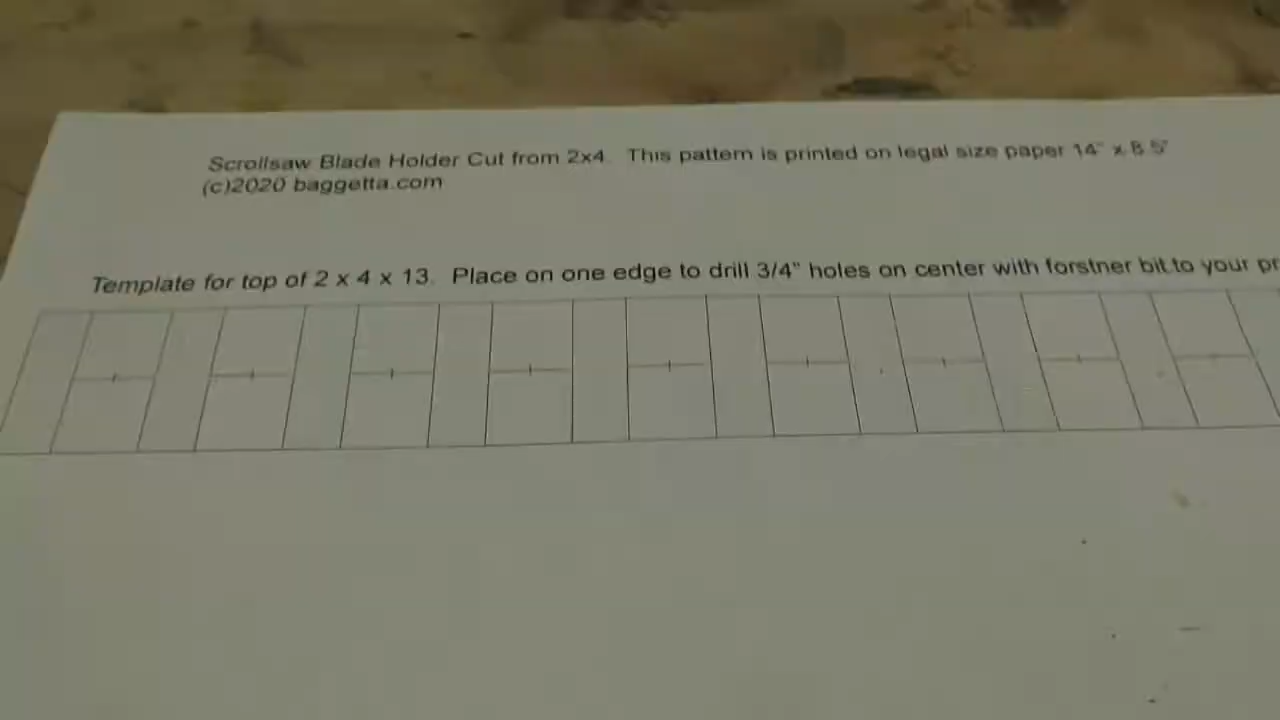 Scrollsaw Blade Holder Cut from 2x4. This pattern is printed on legal size paper 14" x 8.5"
(c)2020 baggetta.com
Template for top of 2 x 4 x 13. Place on one edge to drill 3/4" holes on center with forstner bit to your